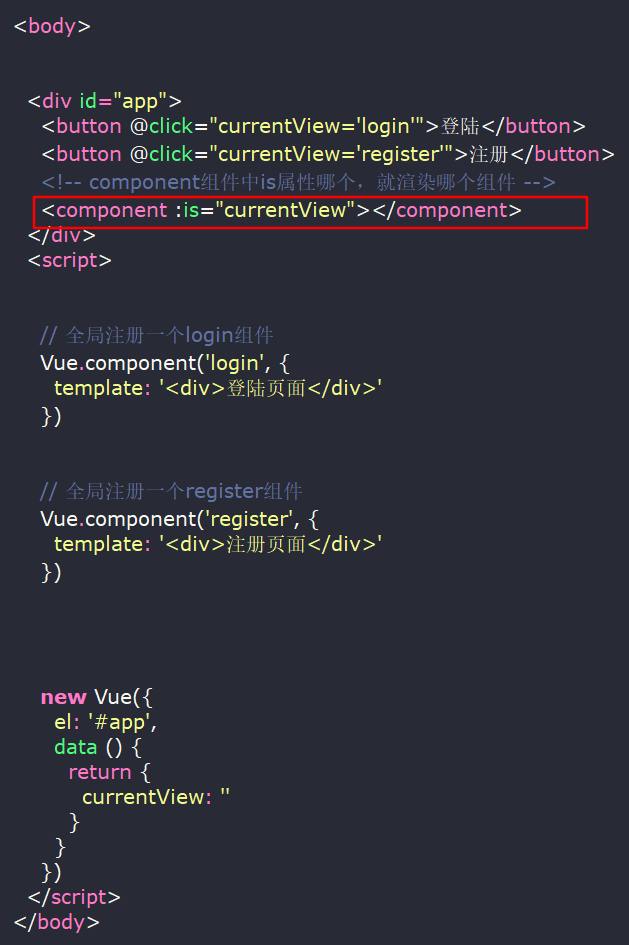 <body>
<div id="app">
<button @click="currentView='login'">登陆</button>
<button @click="currentView='register'">注册</button>
<!-- component组件中is属性哪个，就渲染哪个组件 -->
<component :is="currentView"></component>
</div>
<script>
// 全局注册一个login组件
Vue.component('login', {
template: '<div>登陆页面</div>'
})
// 全局注册一个register组件
Vue.component('register', {
template: '<div>注册页面</div>'
})
new Vue({
el: '#app',
data () {
return {
currentView: ''
}
}
})
</script>
</body>